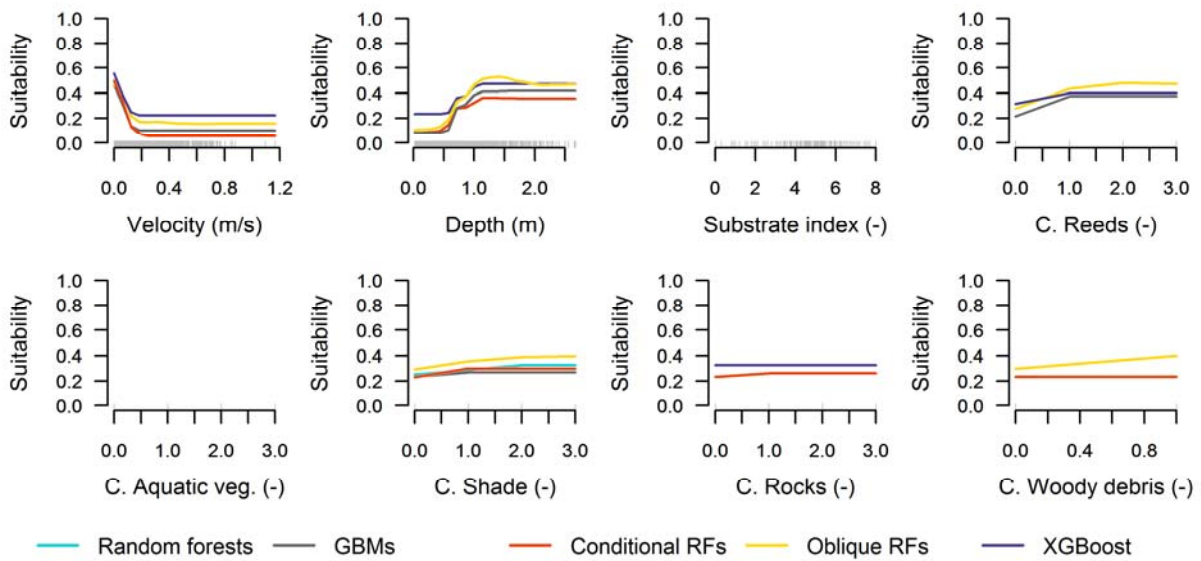 1.0 1.0 1.0 1.0
0.8 0.8 0.8 0.8
0.6 0.6 0.6 0.6
0.4 0.4 0.4 0.4
0.2 0.2 0.2 0.2
0.0 0.0 0.0 0.0
Suitability Suitability Suitability Suitability
0.0 0.4 0.8 1.2 0.0 1.0 2.0 0 2 4 6 8 0.0 1.0 2.0 3.0
Velocity (m/s) Depth (m) Substrate index (-) C. Reeds (-)
1.0 1.0 1.0 1.0
0.8 0.8 0.8 0.8
0.6 0.6 0.6 0.6
0.4 0.4 0.4 0.4
0.2 0.2 0.2 0.2
0.0 0.0 0.0 0.0
Suitability Suitability Suitability Suitability
0.0 1.0 2.0 3.0 0.0 1.0 2.0 3.0 0.0 1.0 2.0 3.0 0.0 0.4 0.8
C. Aquatic veg. (-) C. Shade (-) C. Rocks (-) C. Woody debris (-)
Random forests GBMs Conditional RFs Oblique RFs XGBoost